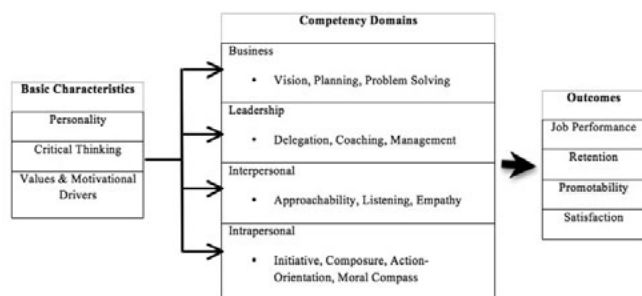 Basic Characteristics
Personality
Critical Thinking
Values & Motivational
Drivers
Competency Domains
Business
• Vision, Planning, Problem Solving
Leadership
• Delegation, Coaching, Management
Interpersonal
• Approachability, Listening, Empathy
Intrapersonal
• Initiative, Composure, Action-
Orientation, Moral Compass
Outcomes
Job Performance
Retention
Promotability
Satisfaction